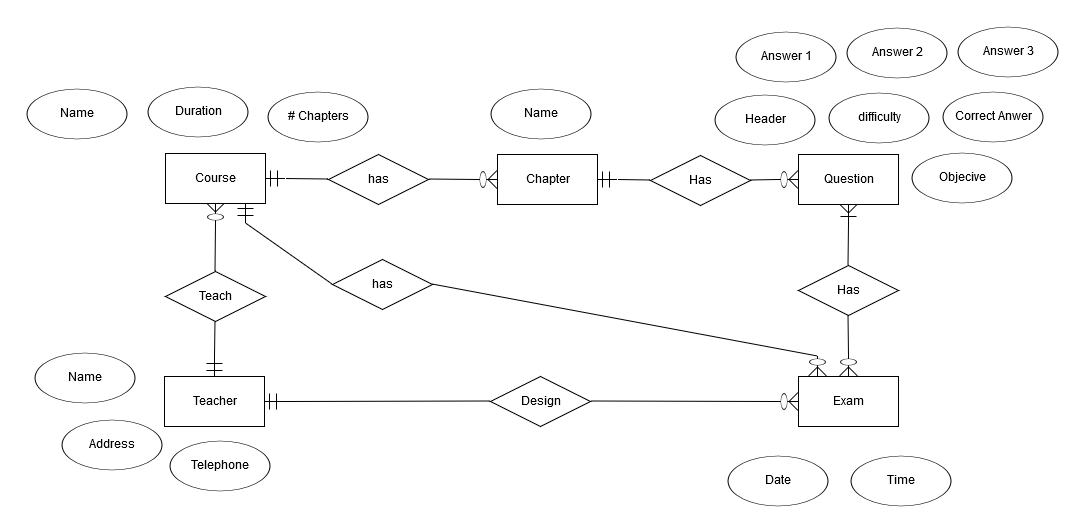 Answer 1
Answer 2
Answer 3
Name
Duration
# Chapters
Name
Header
difficulty
Correct Anwer
Course
has
Chapter
Has
Question
Objecive
Teach
has
Has
Name
Teacher
Design
Exam
Address
Telephone
Date
Time